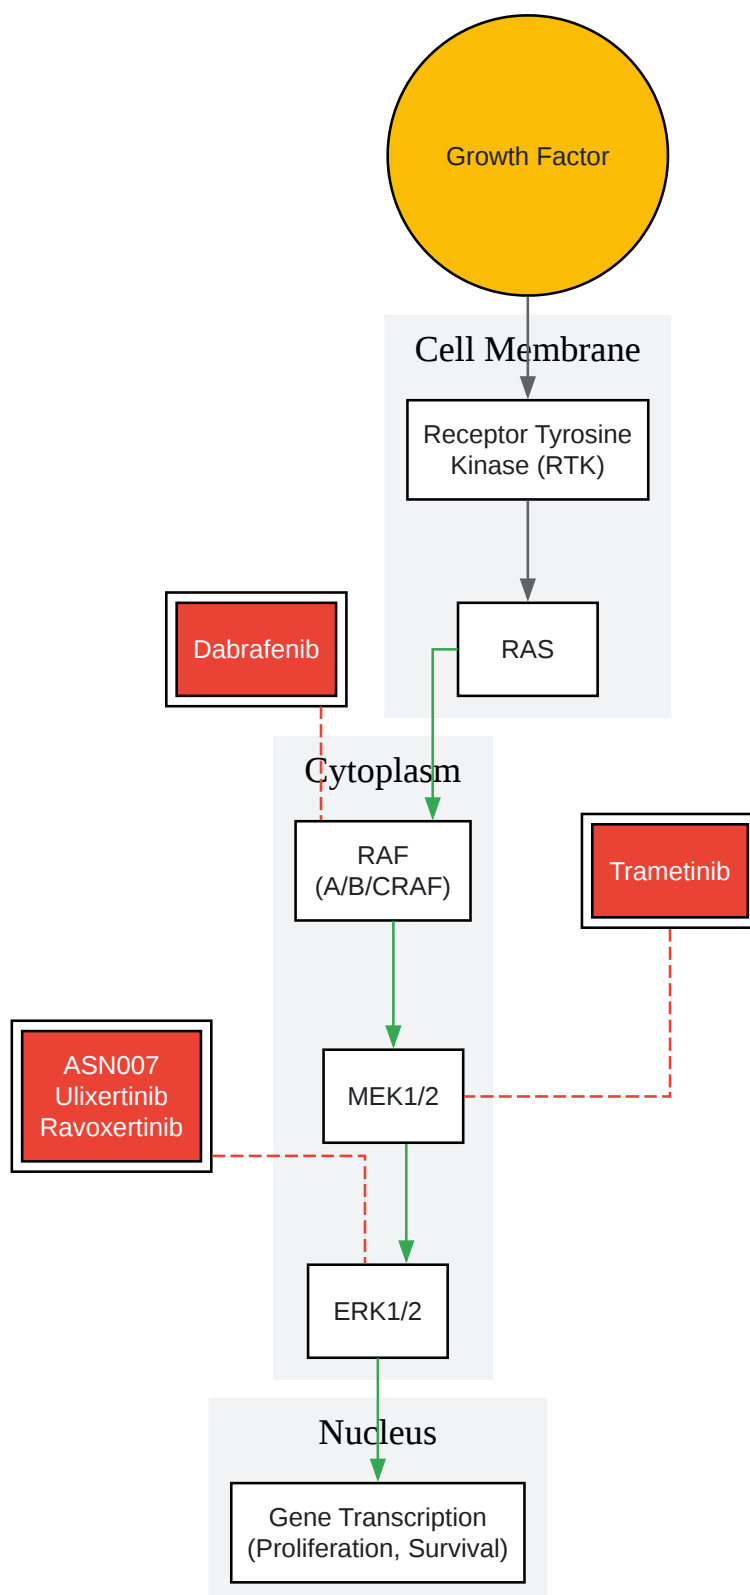 Growth Factor
Cell Membrane
Receptor Tyrosine
Kinase (RTK)
Dabrafenib
RAS
Cytoplasm
RAF
(A/B/CRAF)
Trametinib
ASN007
Ulixertinib
Ravoxertinib
MEK1/2
ERK1/2
Nucleus
Gene Transcription
(Proliferation, Survival)